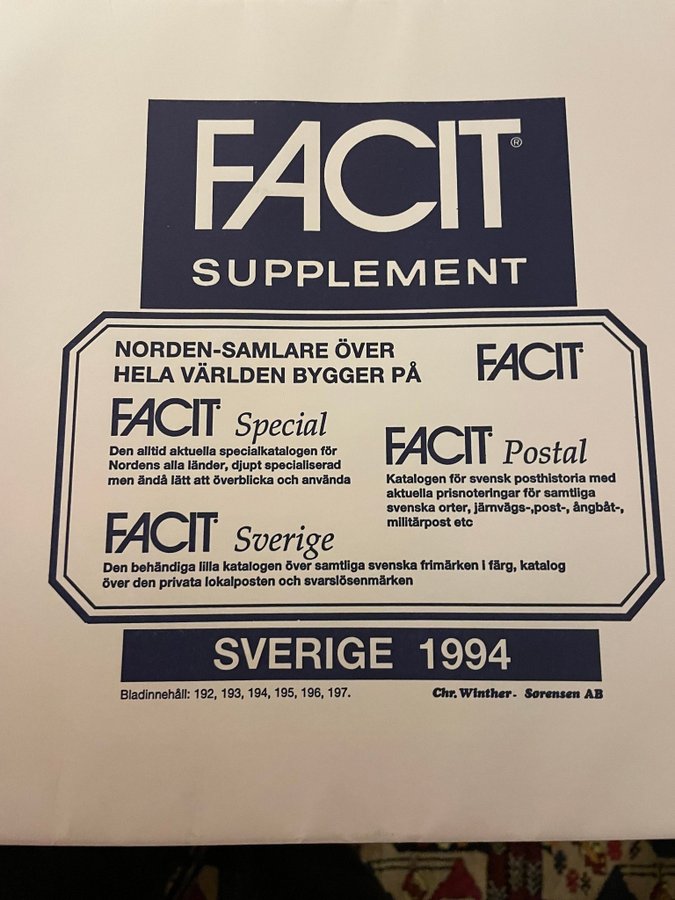 FACIT®
SUPPLEMENT
NORDEN-SAMLARE ÖVER
HELA VÄRLDEN BYGGER PÅ
FACIT
FACIT Special
Den alltid aktuella specialkatalogen för
Nordens alla länder, djupt specialiserad
men ändå lätt att överblicka och använda
FACIT Postal
Katalogen för svensk posthistoria med
aktuella prisnoteringar för samtliga
svenska orter, järnvägs-,post-, ångbåt-,
militärpost etc
FACIT Sverige
Den behändiga lilla katalogen över samtliga svenska frimärken i färg, katalog
över den privata lokalposten och svarslösenmärken
SVERIGE 1994
Bladinnehåll: 192, 193, 194, 195, 196, 197.
Chr. Winther- Sørensen AB